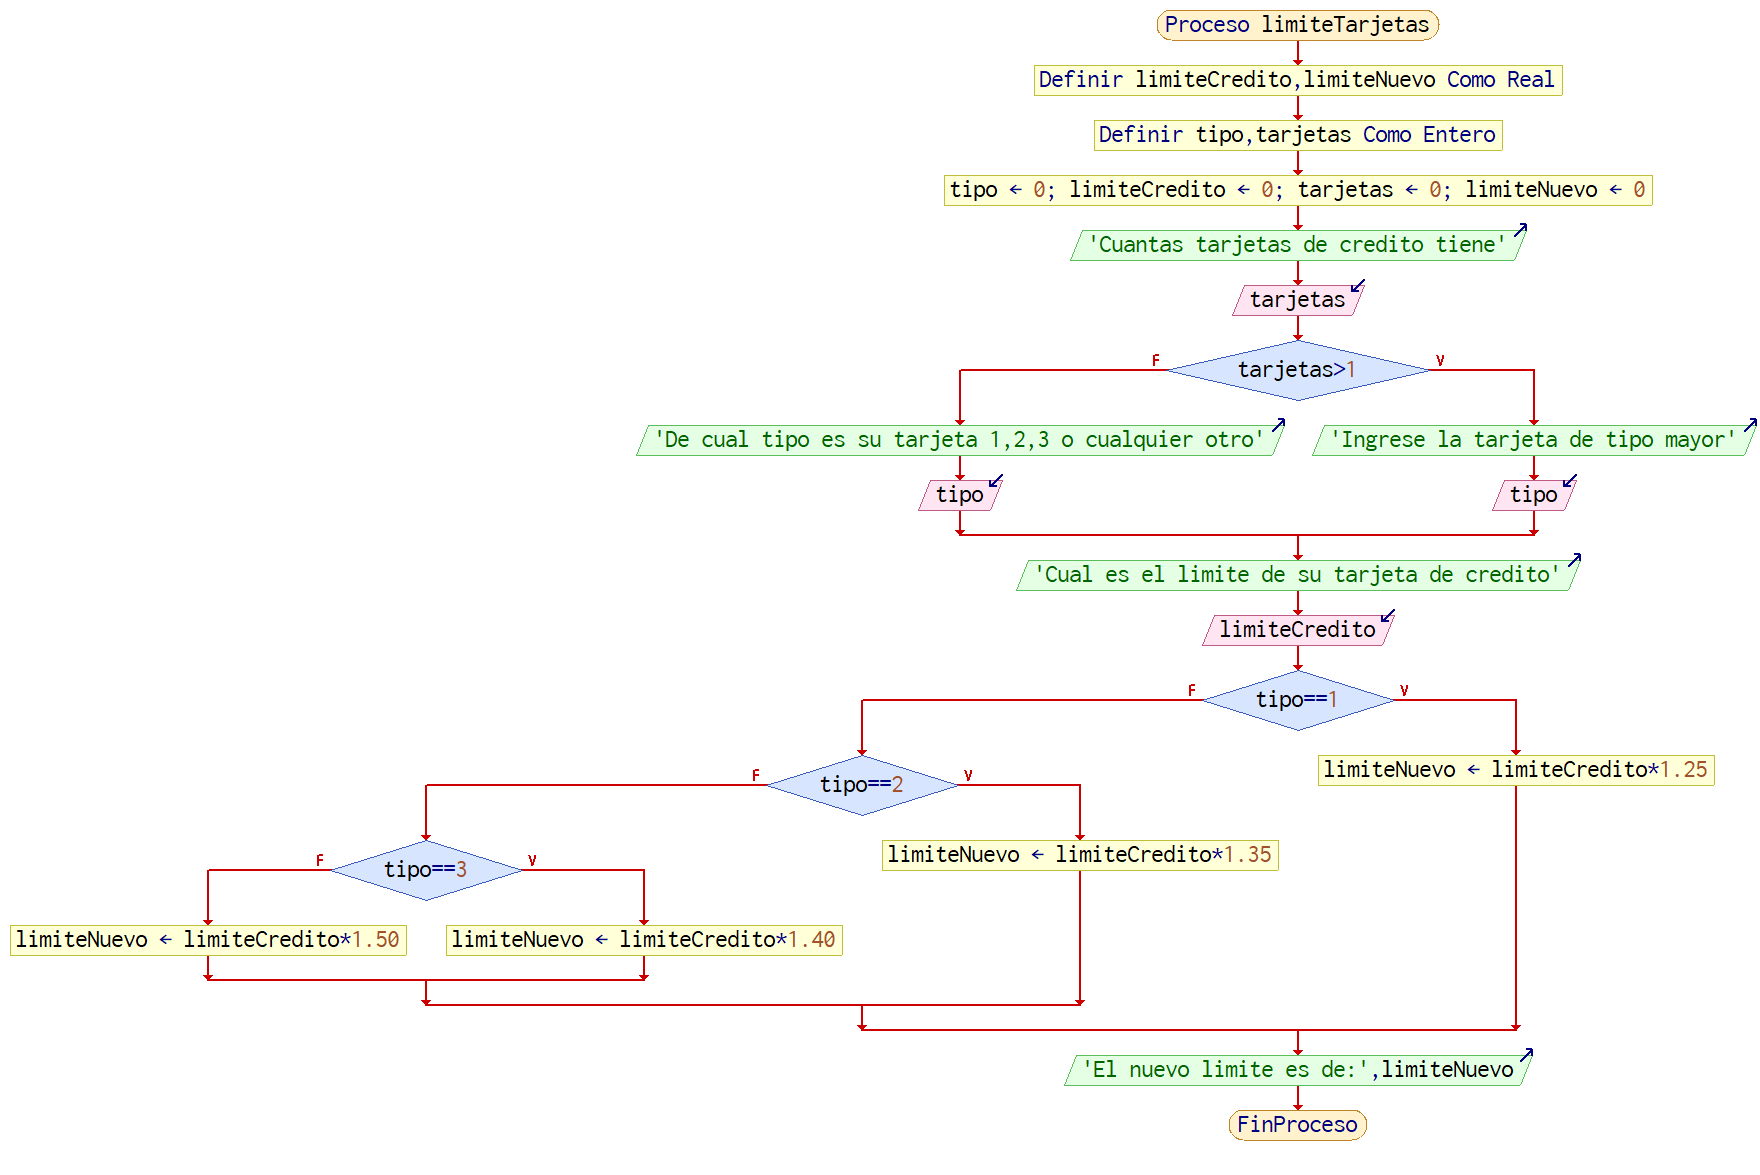 Proceso limiteTarjetas
Definir limiteCredito,limiteNuevo Como Real
Definir tipo,tarjetas Como Entero
tipo ← 0; limiteCredito ← 0; tarjetas ← 0; limiteNuevo ← 0
'Cuantas tarjetas de credito tiene'
tarjetas
F
V
tarjetas>1
'De cual tipo es su tarjeta 1,2,3 o cualquier otro'
'Ingrese la tarjeta de tipo mayor'
tipo
tipo
'Cual es el limite de su tarjeta de credito'
limiteCredito
F
V
tipo==1
limiteNuevo ← limiteCredito*1.25
F
V
tipo==2
limiteNuevo ← limiteCredito*1.35
F
V
tipo==3
limiteNuevo ← limiteCredito*1.50
limiteNuevo ← limiteCredito*1.40
'El nuevo limite es de:',limiteNuevo
FinProceso